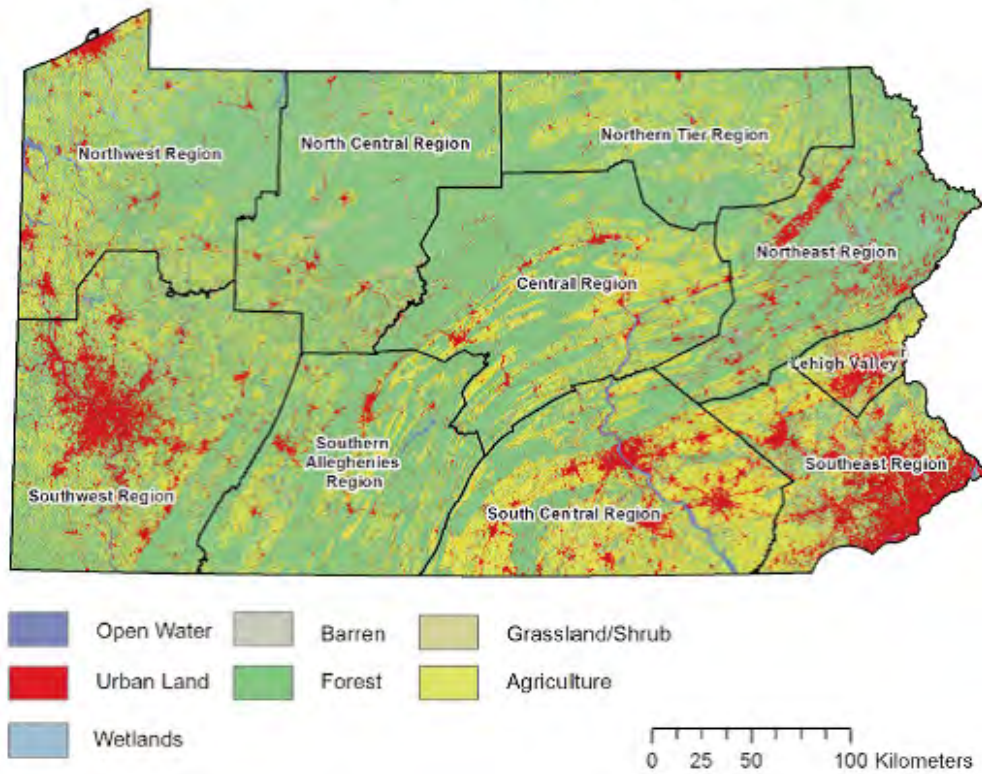 Northwest Region
North Central Region
Northern Tier Region
Northeast Region
Central Region
Lehigh Valley
Southern
Alleghenies
Region
Southeast Region
Southwest Region
South Central Region
Open Water
Barren
Grassland/Shrub
Urban Land
Forest
Agriculture
Wetlands
0 25 50 100 Kilometers